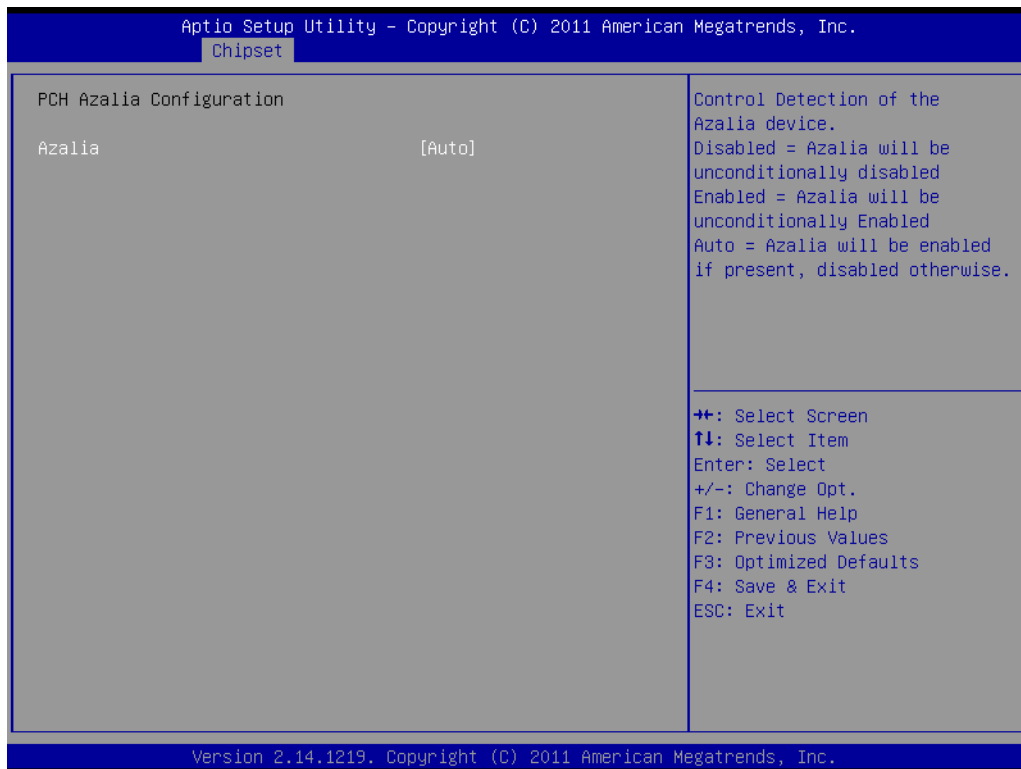 Aptio Setup Utility – Copyright (C) 2011 American Megatrends, Inc.
Chipset
PCH Azalia Configuration
Azalia [Auto]
Control Detection of the
Azalia device.
Disabled = Azalia will be
unconditionally disabled
Enabled = Azalia will be
unconditionally Enabled
Auto = Azalia will be enabled
if present, disabled otherwise.
→←: Select Screen
↑↓: Select Item
Enter: Select
+/-: Change Opt.
F1: General Help
F2: Previous Values
F3: Optimized Defaults
F4: Save & Exit
ESC: Exit
Version 2.14.1219. Copyright (C) 2011 American Megatrends, Inc.